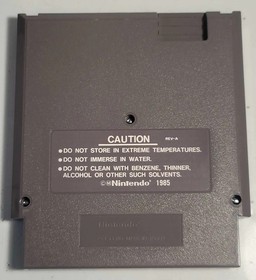 CAUTION REV-A
•DO NOT STORE IN EXTREME TEMPERATURES.
•DO NOT IMMERSE IN WATER.
•DO NOT CLEAN WITH BENZENE, THINNER,
ALCOHOL OR OTHER SUCH SOLVENTS.
©Ⓜ Nintendo® 1985
Nintendo